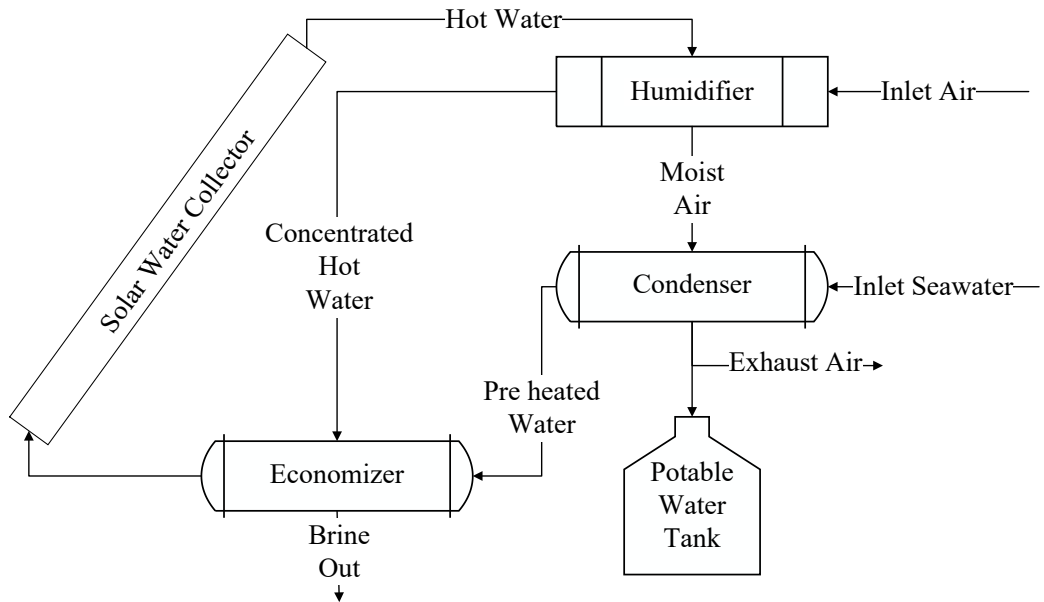 Hot Water
Humidifier
Inlet Air
Solar Water Collector
Moist
Air
Concentrated
Hot
Water
Condenser
Inlet Seawater
Exhaust Air
Pre heated
Water
Economizer
Potable
Water
Tank
Brine
Out